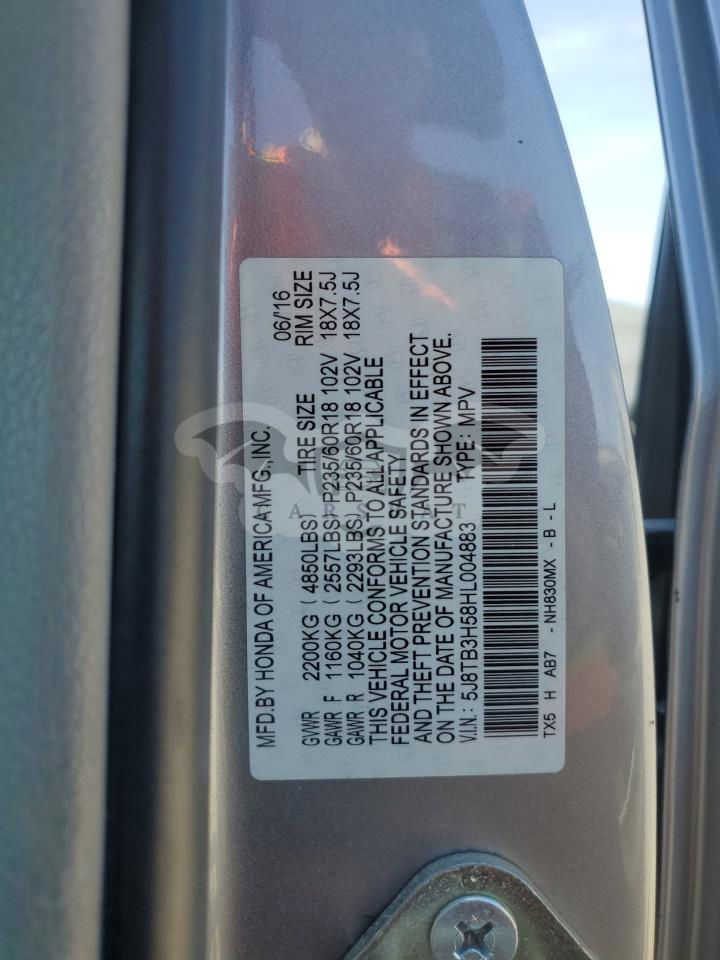 MFD.BY HONDA OF AMERICA MFG.,INC. 06/'16
GVWR 2200KG ( 4850LBS) TIRE SIZE RIM SIZE
GAWR F 1160KG ( 2557LBS) P235/60R18 102V 18X7.5J
GAWR R 1040KG ( 2293LBS) P235/60R18 102V 18X7.5J
THIS VEHICLE CONFORMS TO ALL APPLICABLE
FEDERAL MOTOR VEHICLE SAFETY
AND THEFT PREVENTION STANDARDS IN EFFECT
ON THE DATE OF MANUFACTURE SHOWN ABOVE.
V.I.N.: 5J8TB3H58HL004883 TYPE: MPV
TX5 H AB7 - NH830MX - B - L